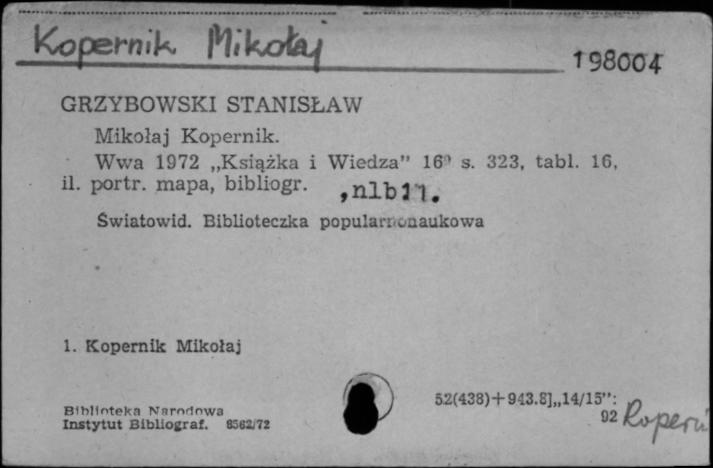 Kopernik Mikołaj
198004
GRZYBOWSKI STANISŁAW
Mikołaj Kopernik.
Wwa 1972 „Książka i Wiedza” 16⁰ s. 323, tabl. 16,
il. portr. mapa, bibliogr. ,nlb11.
Światowid. Biblioteczka popularnonaukowa
1. Kopernik Mikołaj
Biblioteka Narodowa
Instytut Bibliograf. 8562/72
52(438)+943.8],,14/15”:
92